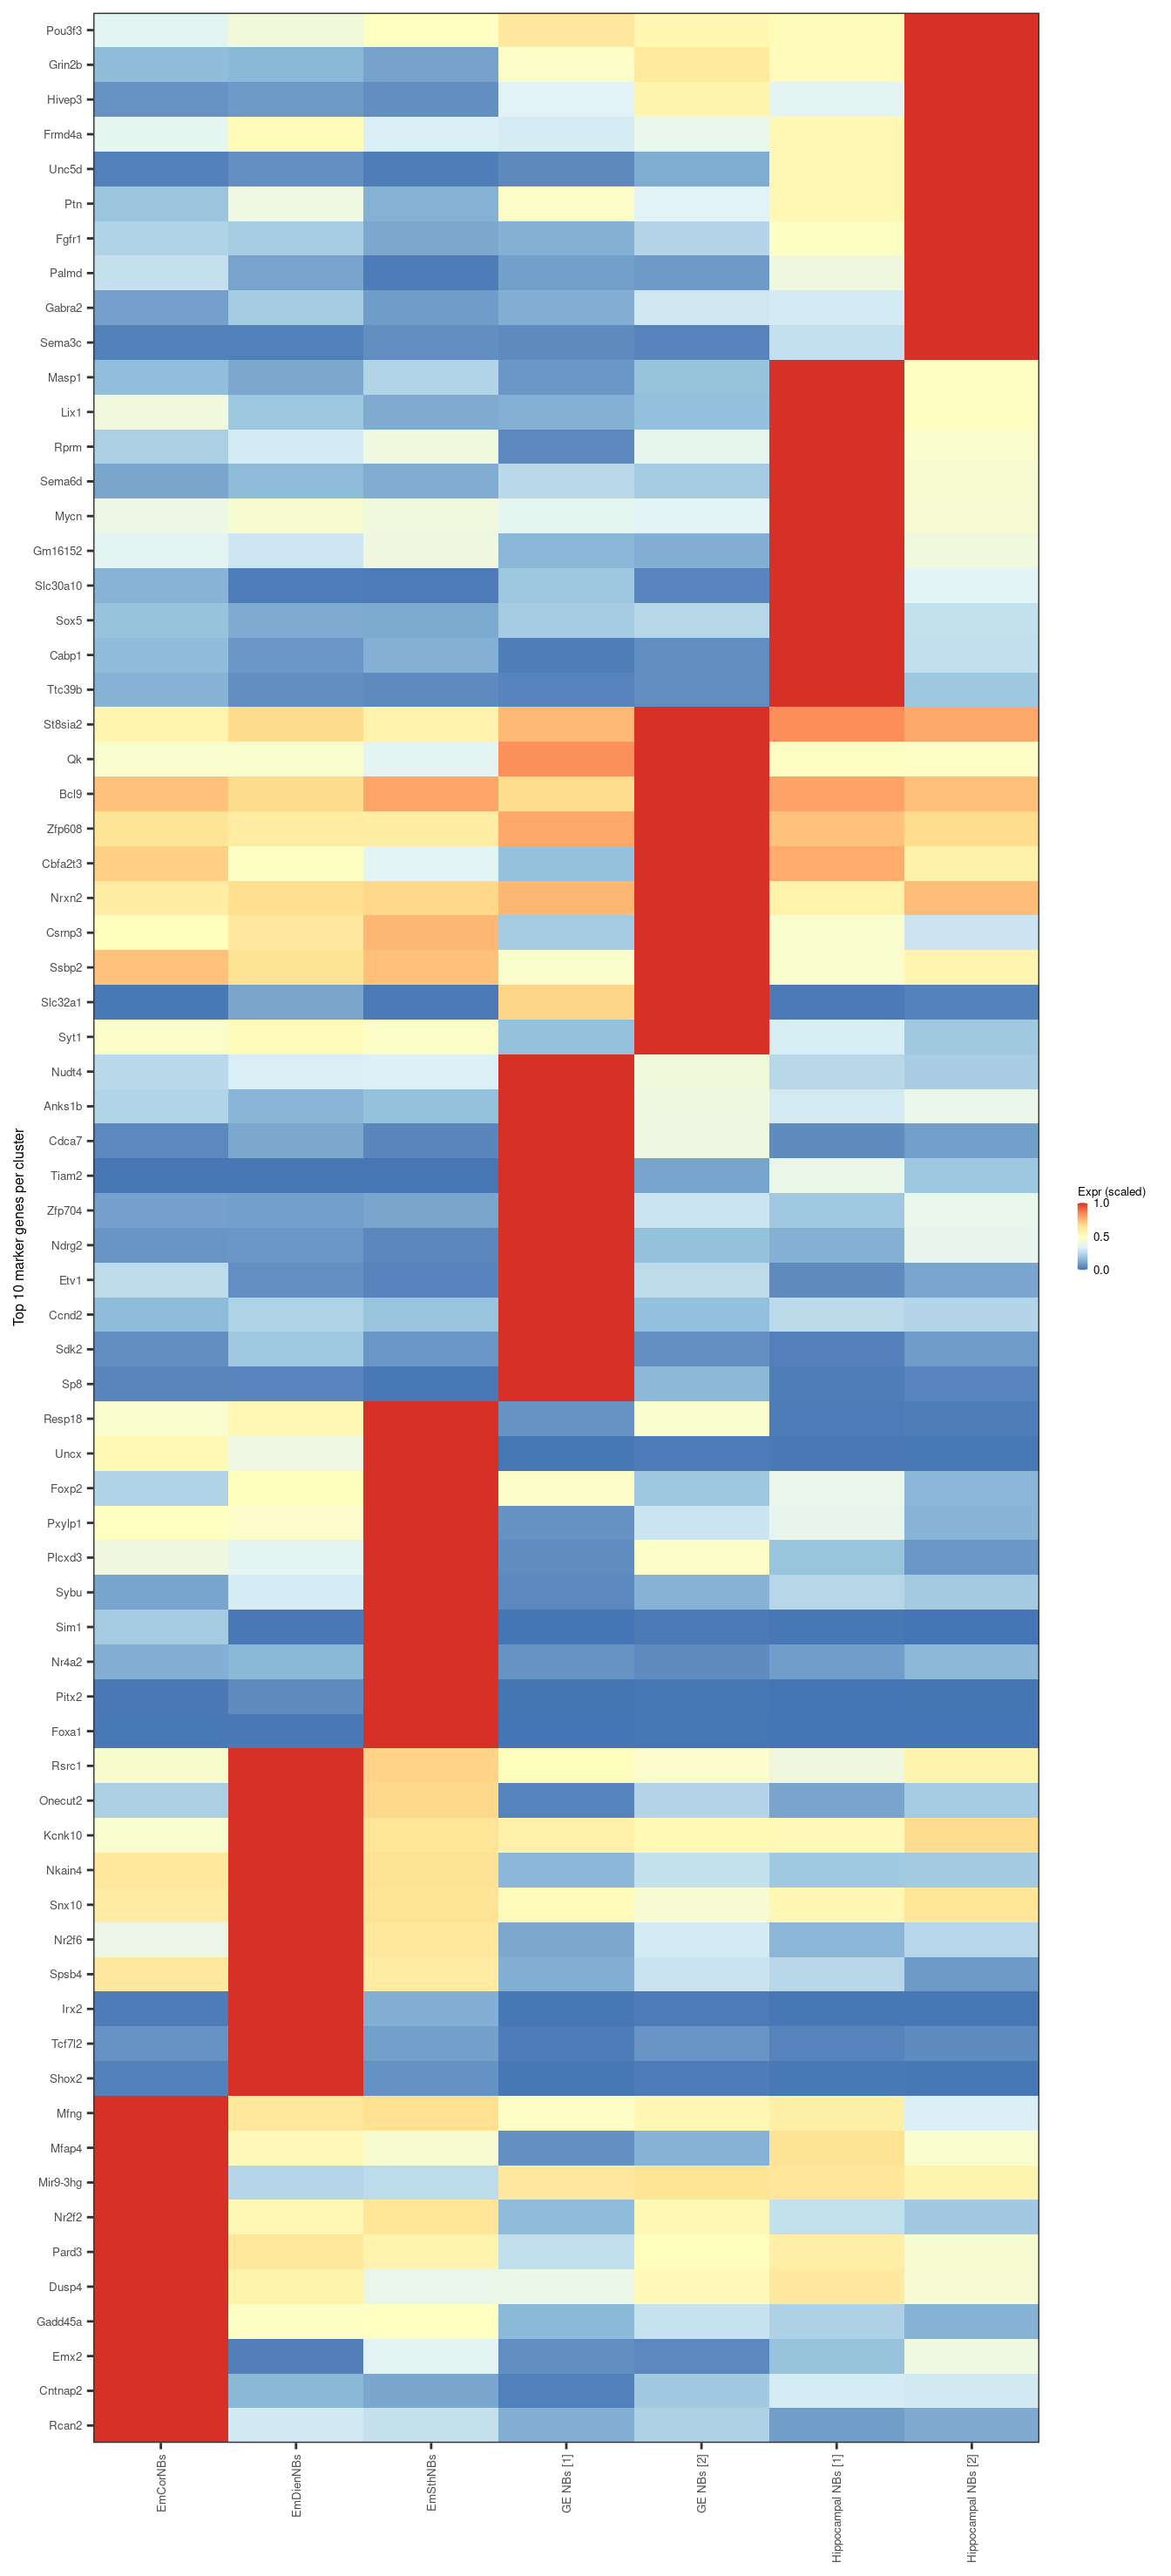 Pou3f3
Grin2b
Hivep3
Frmd4a
Unc5d
Ptn
Fgfr1
Palmd
Gabra2
Sema3c
Masp1
Lix1
Rprm
Sema6d
Mycn
Gm16152
Slc30a10
Sox5
Cabp1
Ttc39b
St8sia2
Qk
Bcl9
Zfp608
Cbfa2t3
Nrxn2
Csrnp3
Ssbp2
Slc32a1
Syt1
Nudt4
Anks1b
Cdca7
Tiam2
Zfp704
Ndrg2
Etv1
Ccnd2
Sdk2
Sp8
Resp18
Uncx
Foxp2
Pxylp1
Plcxd3
Sybu
Sim1
Nr4a2
Pitx2
Foxa1
Rsrc1
Onecut2
Kcnk10
Nkain4
Snx10
Nr2f6
Spsb4
Irx2
Tcf7l2
Shox2
Mfng
Mfap4
Mir9-3hg
Nr2f2
Pard3
Dusp4
Gadd45a
Emx2
Cntnap2
Rcan2
Top 10 marker genes per cluster
EmCorNBs
EmDienNBs
EmSthNBs
GE NBs [1]
GE NBs [2]
Hippocampal NBs [1]
Hippocampal NBs [2]
Expr (scaled)
1.0
0.5
0.0